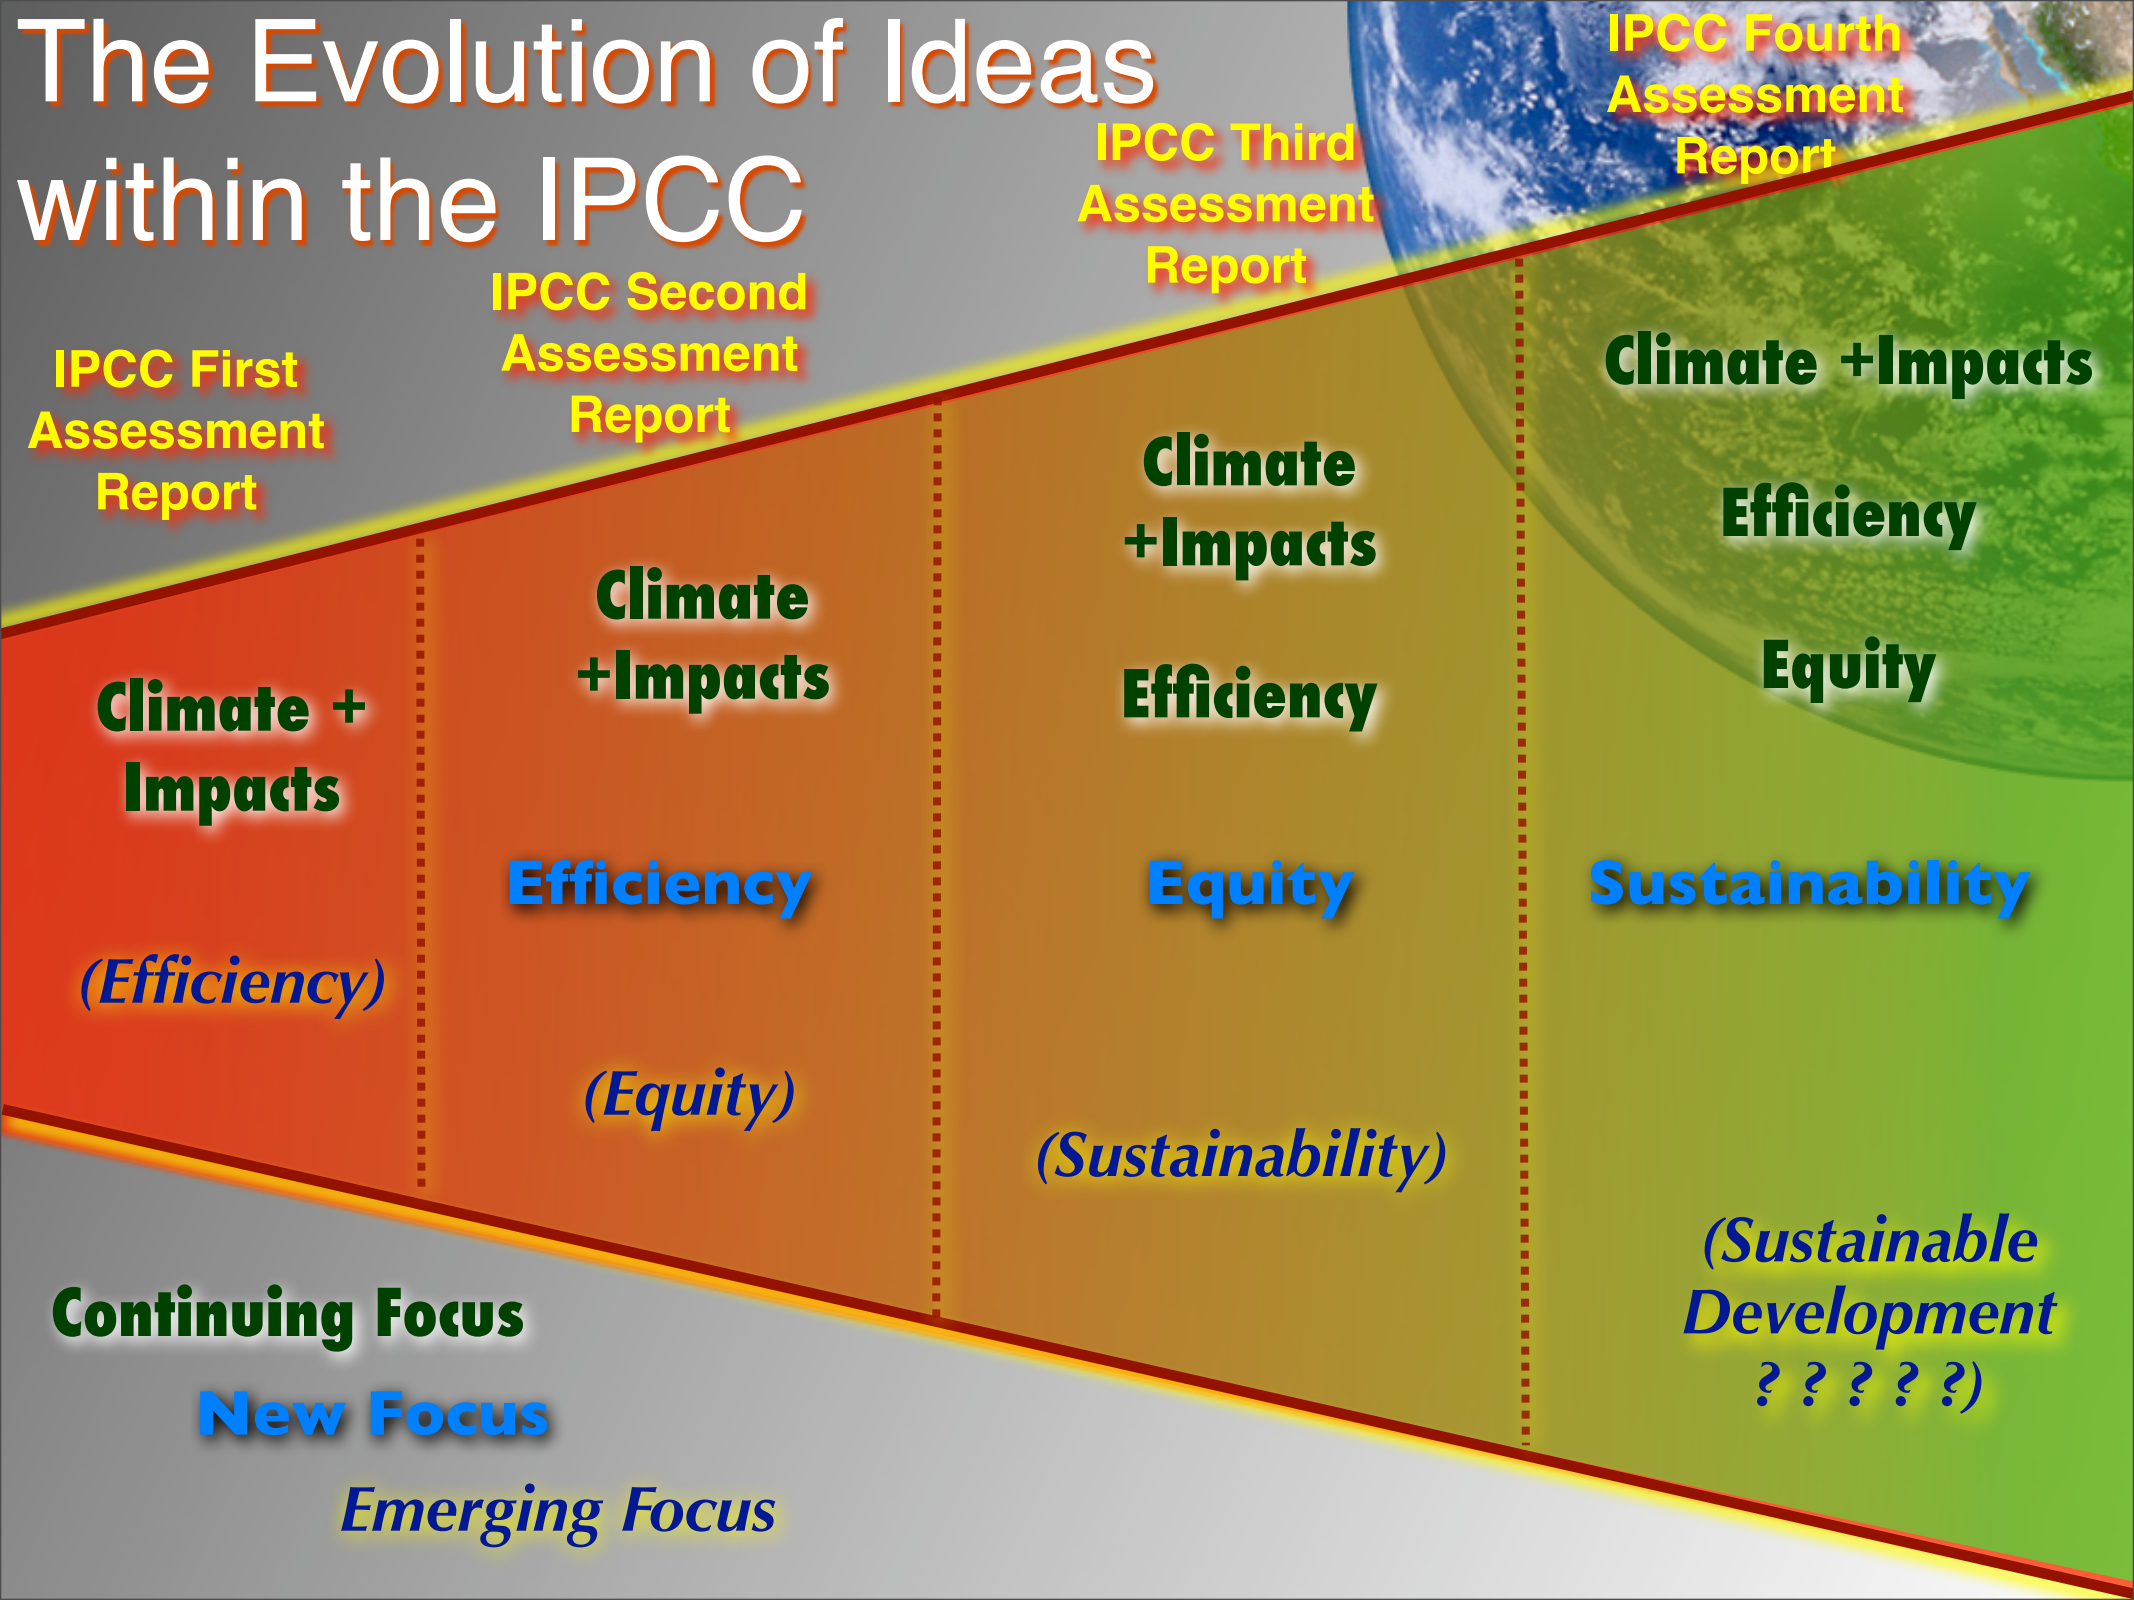 The Evolution of Ideas
within the IPCC
IPCC First
Assessment
Report
IPCC Second
Assessment
Report
IPCC Third
Assessment
Report
IPCC Fourth
Assessment
Report
Climate +
Impacts
(Efficiency)
Climate
+Impacts
Efficiency
(Equity)
Climate
+Impacts
Efficiency
Equity
(Sustainability)
Climate +Impacts
Efficiency
Equity
Sustainability
(Sustainable
Development
? ? ? ? ?)
Continuing Focus
New Focus
Emerging Focus